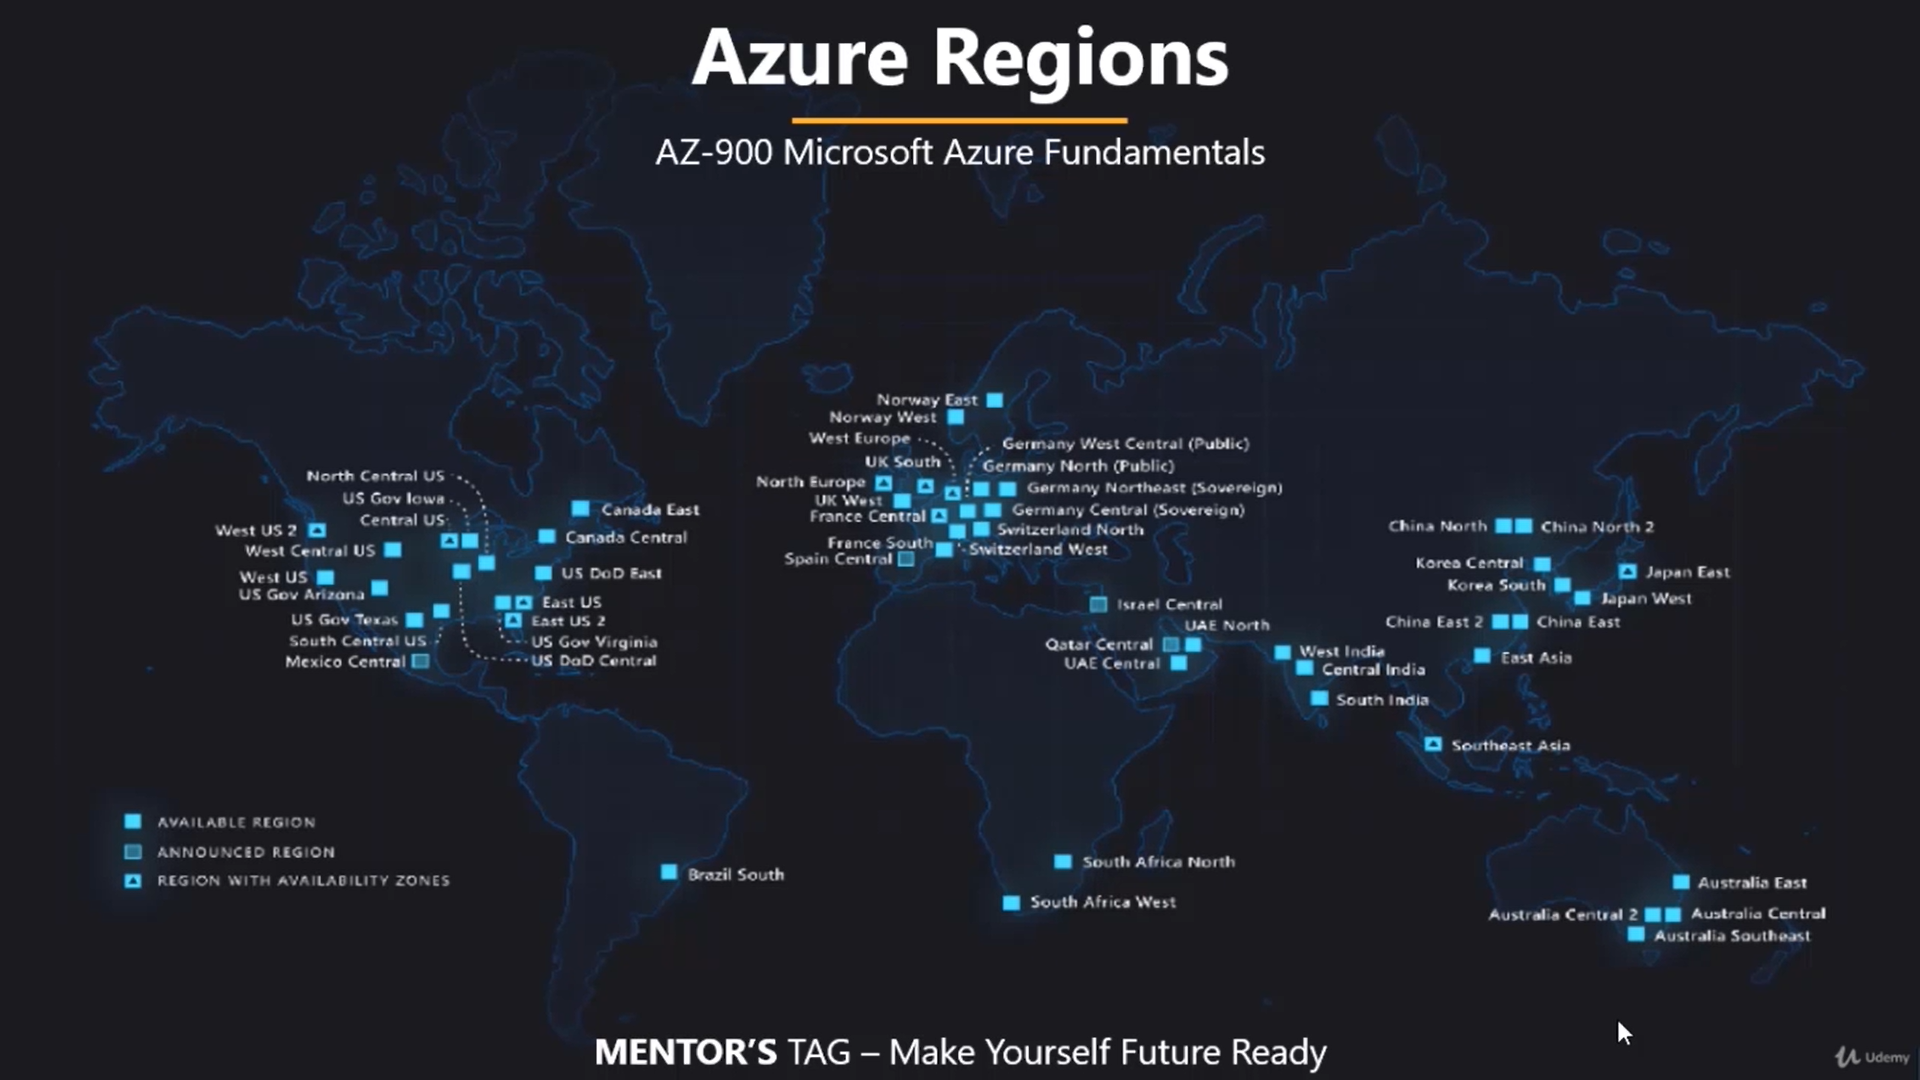 Azure Regions
AZ-900 Microsoft Azure Fundamentals
Norway East
Norway West
West Europe
Germany West Central (Public)
UK South
Germany North (Public)
North Europe
Germany Northeast (Sovereign)
UK West
France Central
Germany Central (Sovereign)
Switzerland North
France South
Switzerland West
Spain Central
North Central US
US Gov Iowa
Central US
West US 2
West Central US
West US
US Gov Arizona
US Gov Texas
South Central US
Mexico Central
Canada East
Canada Central
US DoD East
East US
East US 2
US Gov Virginia
US DoD Central
Israel Central
UAE North
Qatar Central
UAE Central
West India
Central India
South India
China North
China North 2
Korea Central
Korea South
Japan East
Japan West
China East 2
China East
East Asia
Southeast Asia
AVAILABLE REGION
ANNOUNCED REGION
REGION WITH AVAILABILITY ZONES
Brazil South
South Africa North
South Africa West
Australia East
Australia Central 2
Australia Central
Australia Southeast
MENTOR'S TAG – Make Yourself Future Ready
Udemy